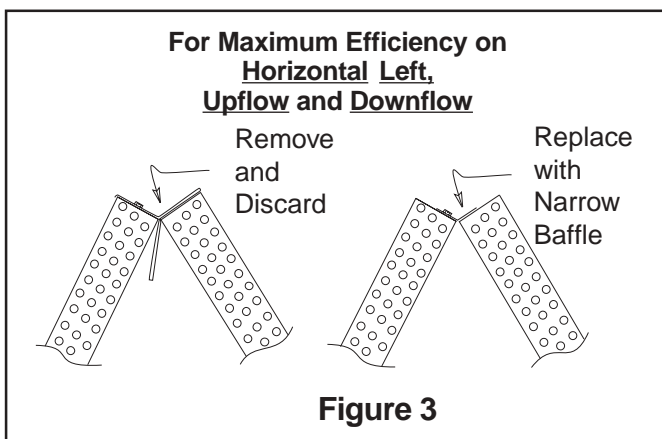 For Maximum Efficiency on
Horizontal Left,
Upflow and Downflow
Remove
and
Discard
Replace
with
Narrow
Baffle
Figure 3